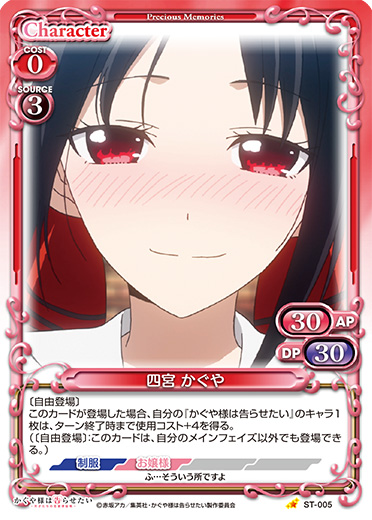 Precious Memories
Character
COST
0
SOURCE
3
30 AP
DP 30
四宮 かぐや
〔自由登場〕
このカードが登場した場合、自分の『かぐや様は告らせたい』のキャラ1
枚は、ターン終了時まで使用コスト+4を得る。
(〔自由登場〕:このカードは、自分のメインフェイズ以外でも登場でき
る。)
制服 お嬢様
ふ…そういう所ですよ
かぐや様は告らせたい
©赤坂アカ/集英社・かぐや様は告らせたい製作委員会
ST-005